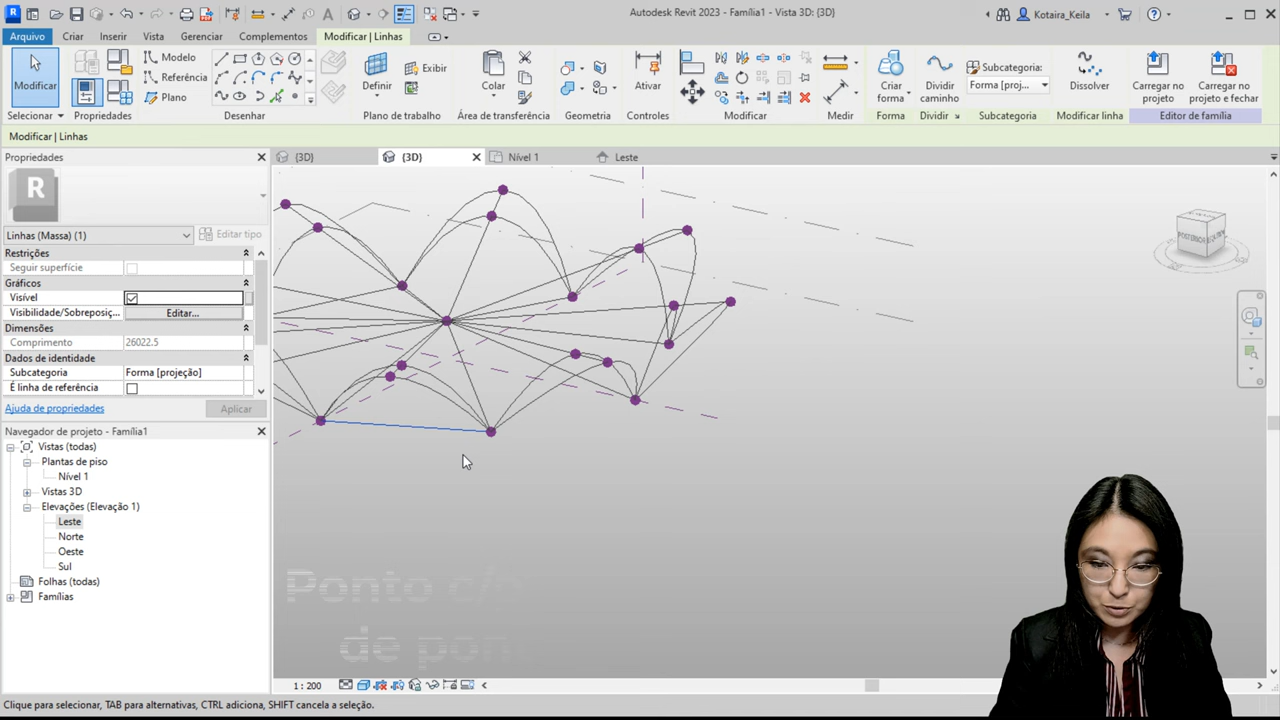 Autodesk Revit 2023 - Família1 - Vista 3D: {3D}
Kotaira_Keila
Arquivo Criar Inserir Vista Gerenciar Complementos Modificar | Linhas
Modificar
Modelo
Referência
Plano
Definir
Exibir
Colar
Ativar
Criar forma
Dividir caminho
Subcategoria:
Forma [proj...
Dissolver
Carregar no projeto
Carregar no projeto e fechar
Selecionar Propriedades Desenhar Plano de trabalho Área de transferência Geometria Controles Modificar Medir Forma Dividir Subcategoria Modificar linha Editor de família
Modificar | Linhas
Propriedades
{3D} {3D} Nível 1 Leste
R
Linhas (Massa) (1)
Editar tipo
Restrições
Seguir superfície
Gráficos
Visível
Visibilidade/Sobreposiç... Editar...
Dimensões
Comprimento 26022.5
Dados de identidade
Subcategoria Forma [projeção]
É linha de referência
Ajuda de propriedades
Aplicar
Navegador de projeto - Família1
Vistas (todas)
Plantas de piso
Nível 1
Vistas 3D
Elevações (Elevação 1)
Leste
Norte
Oeste
Sul
Folhas (todas)
Famílias
POSTERIOR
Ponto
de
1 : 200
Clique para selecionar, TAB para alternativas, CTRL adiciona, SHIFT cancela a seleção.